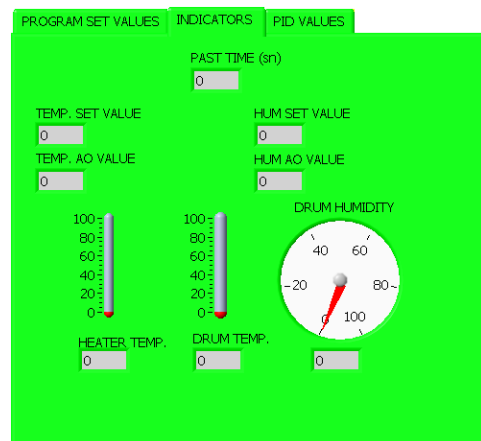 PROGRAM SET VALUES INDICATORS PID VALUES
PAST TIME (sn)
0
TEMP. SET VALUE HUM SET VALUE
0 0
TEMP. AO VALUE HUM AO VALUE
0 0
DRUM HUMIDITY
100 100
80 80 40 60
60 60
40 40 20 80
20 20
0 0 0 100
HEATER TEMP. DRUM TEMP.
0 0 0